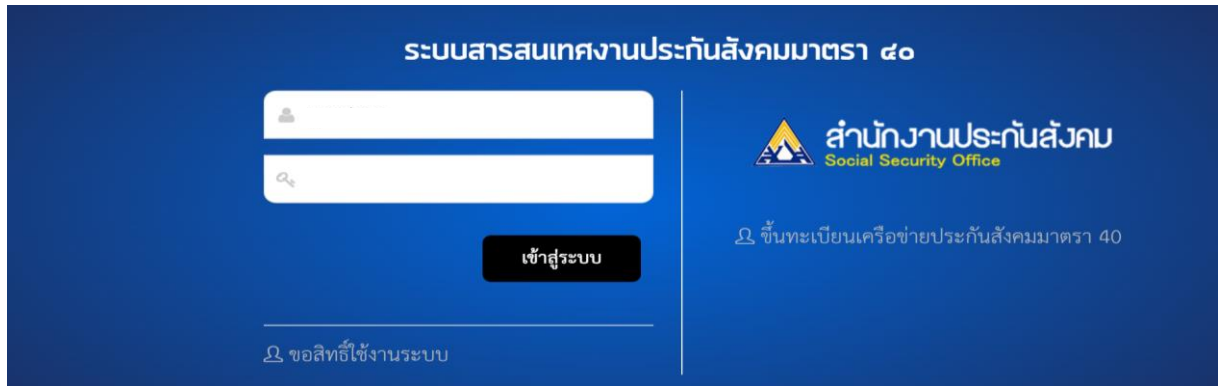 ระบบสารสนเทศงานประกันสังคมมาตรา ๔๐
เข้าสู่ระบบ
ขอสิทธิ์ใช้งานระบบ
สำนักงานประกันสังคม
Social Security Office
ขึ้นทะเบียนเครือข่ายประกันสังคมมาตรา 40